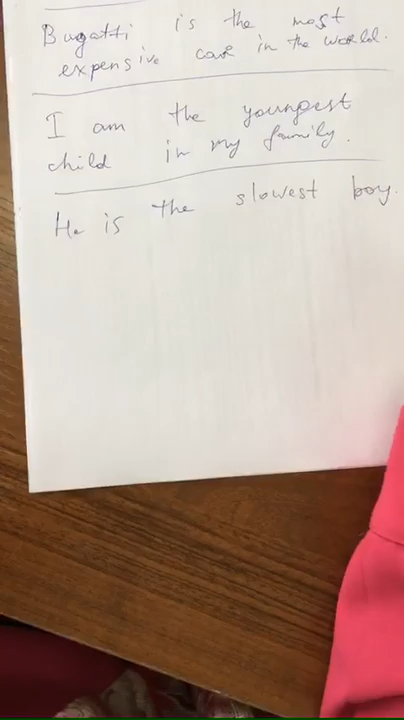 Bugatti is the most
expensive car in the world.
I am the youngest
child in my family.
He is the slowest boy.